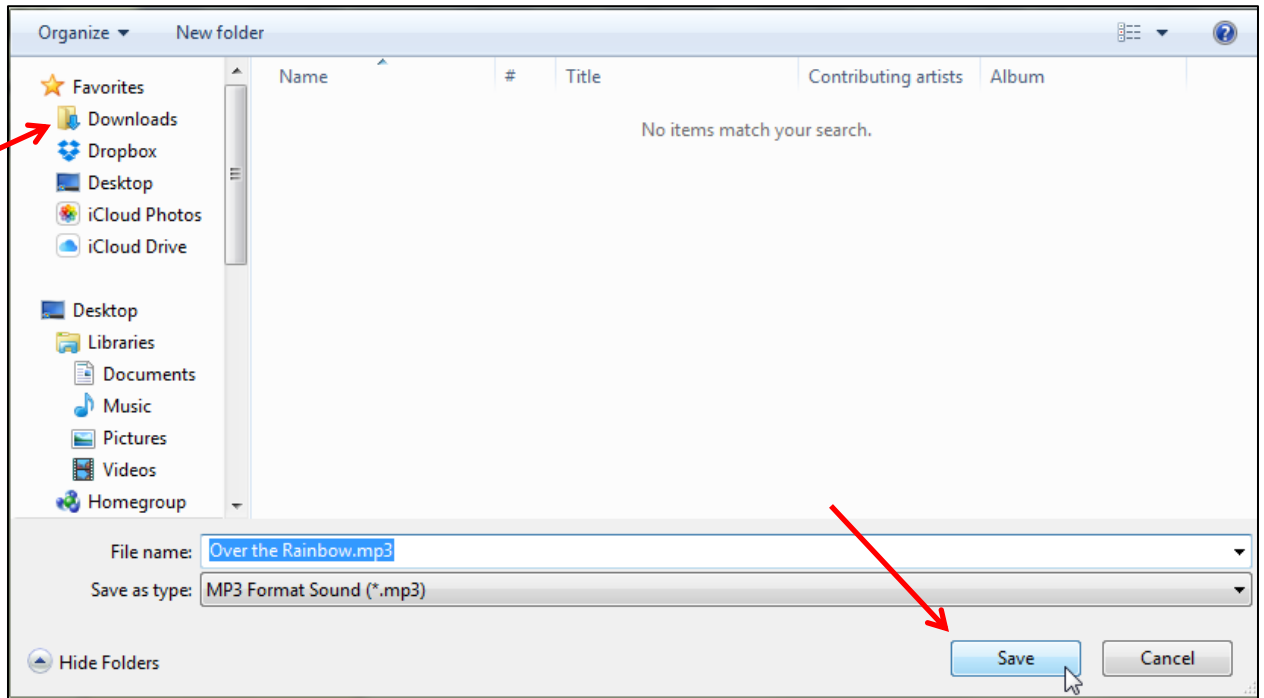 Organize New folder
Name # Title Contributing artists Album
No items match your search.
Favorites
Downloads
Dropbox
Desktop
iCloud Photos
iCloud Drive
Desktop
Libraries
Documents
Music
Pictures
Videos
Homegroup
File name: Over the Rainbow.mp3
Save as type: MP3 Format Sound (*.mp3)
Hide Folders Save Cancel